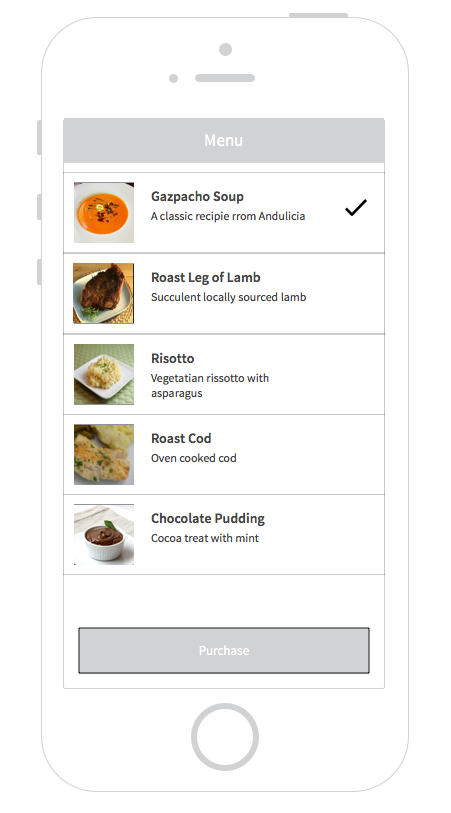 Menu
Gazpacho Soup
A classic recipie rrom Andulicia
Roast Leg of Lamb
Succulent locally sourced lamb
Risotto
Vegetatian rissotto with
asparagus
Roast Cod
Oven cooked cod
Chocolate Pudding
Cocoa treat with mint
Purchase